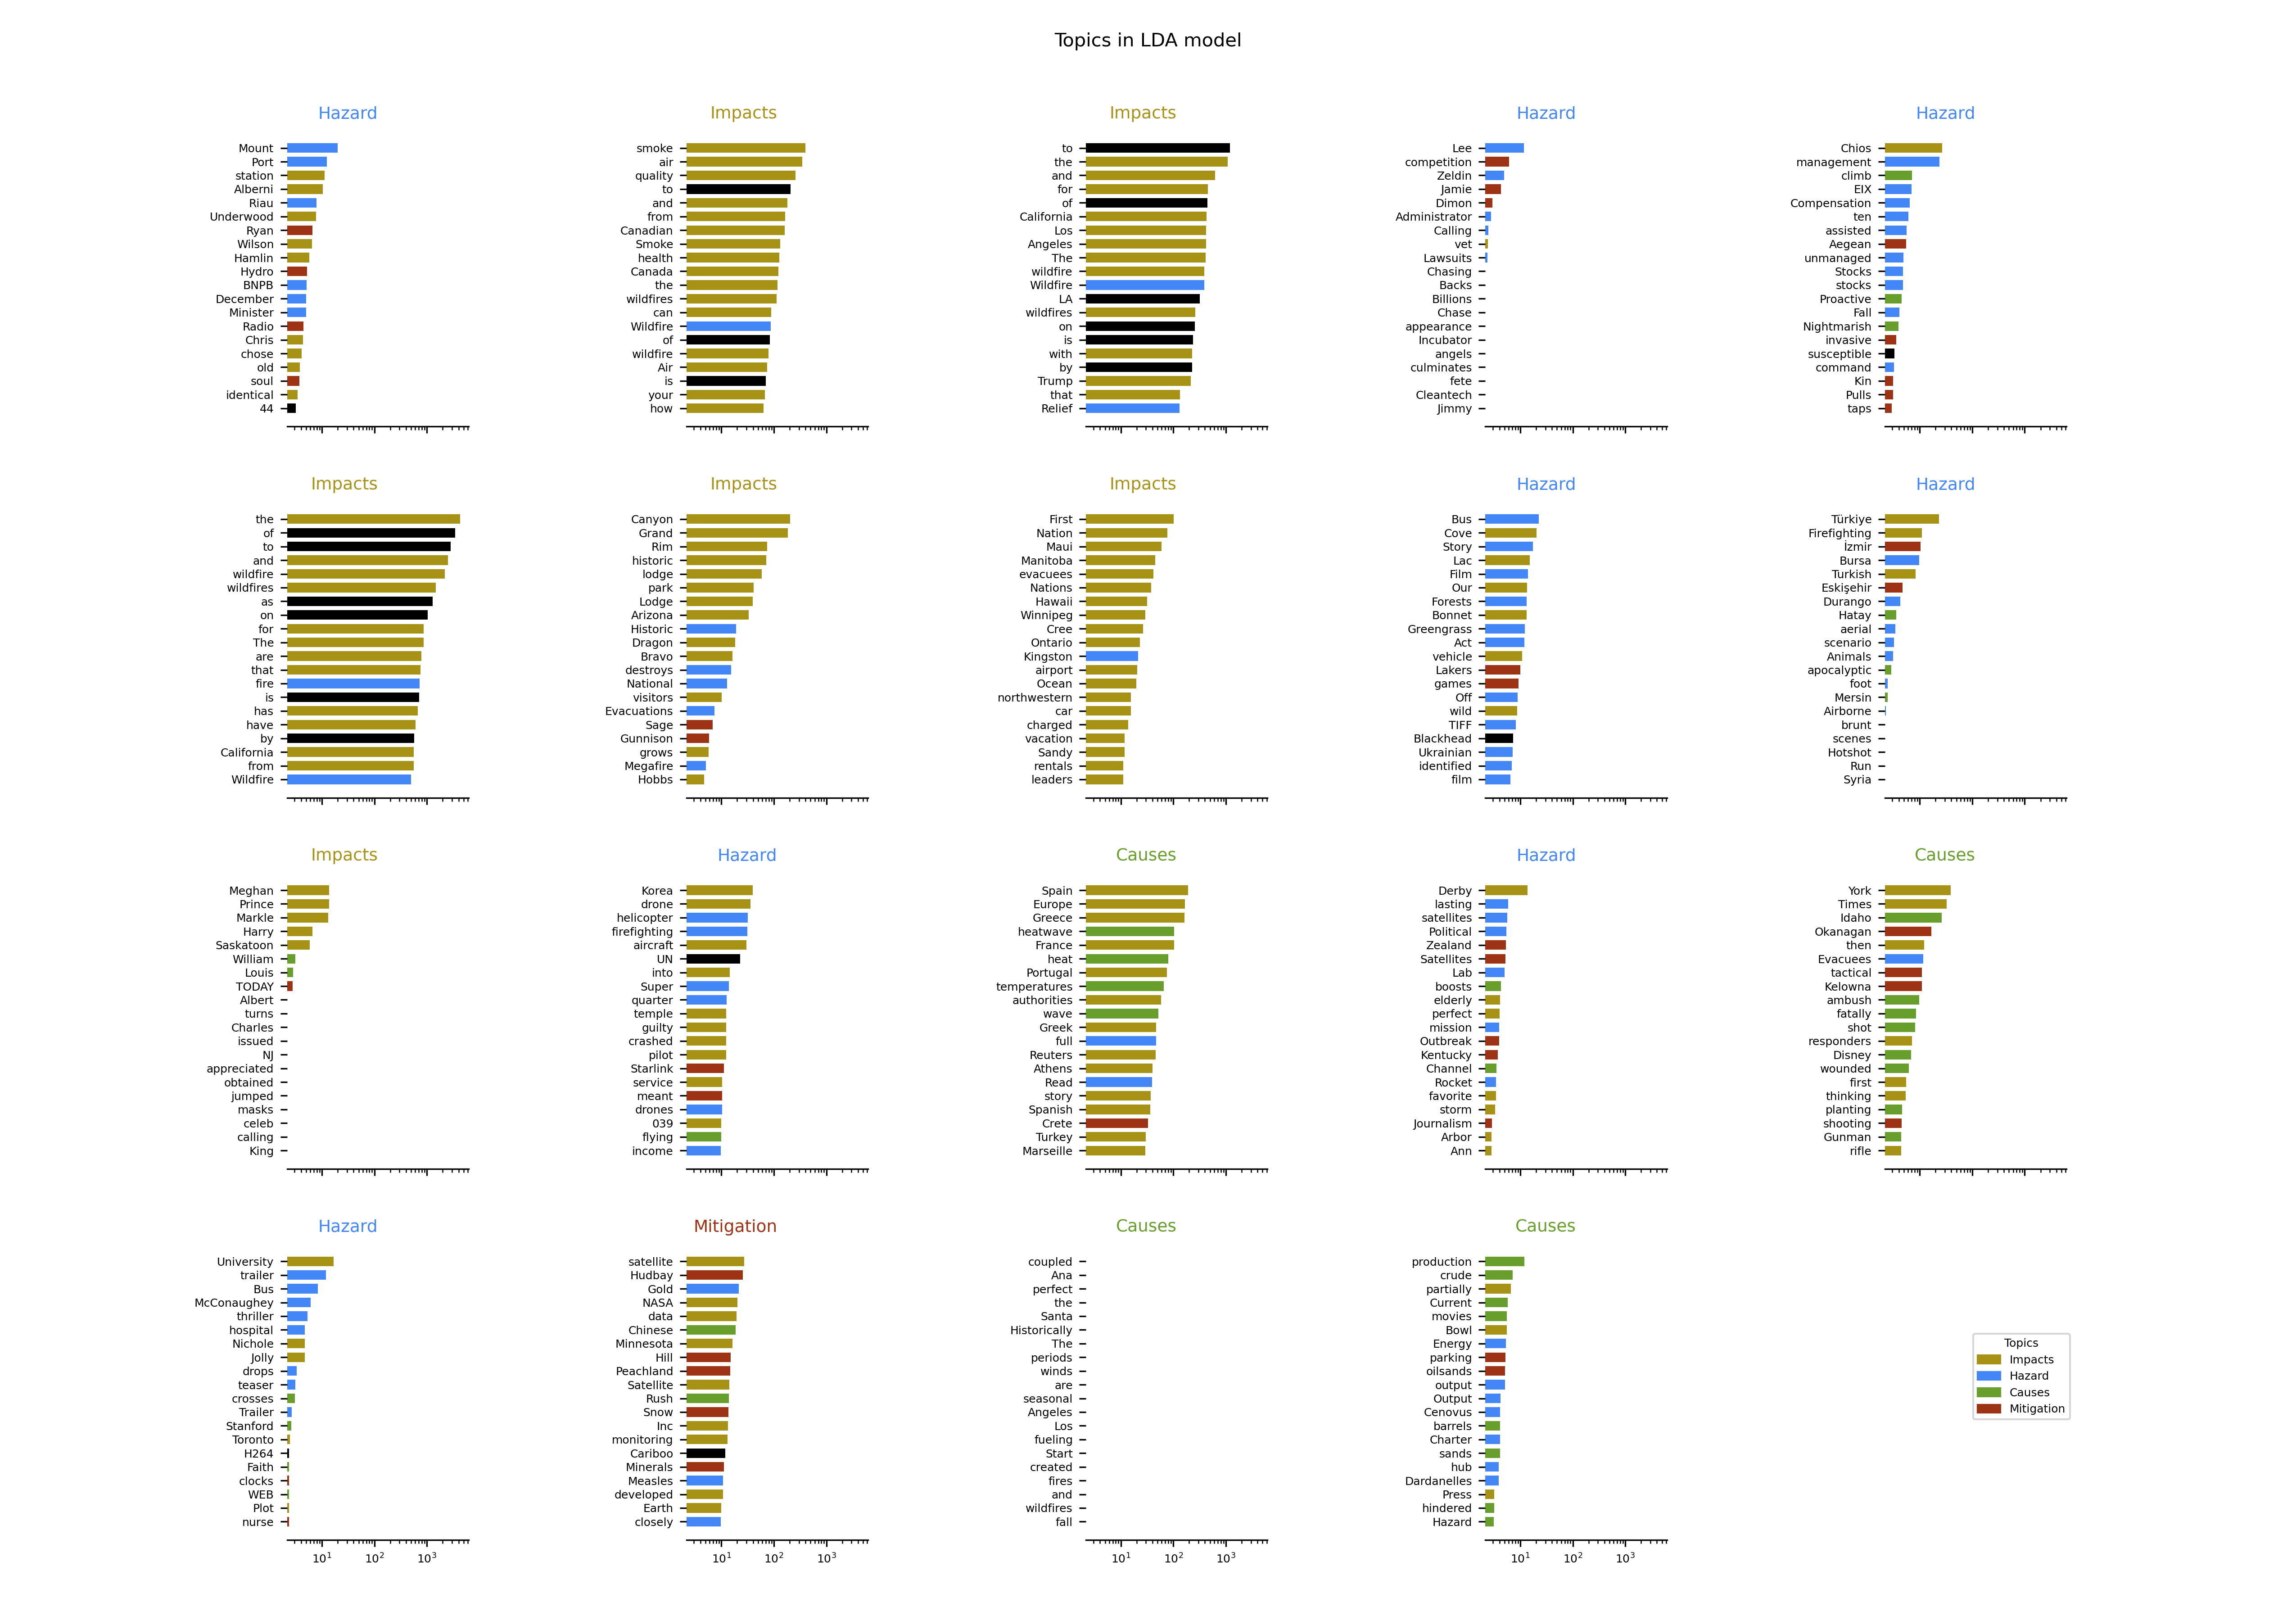 Topics in LDA model
Hazard
Mount
Port
station
Alberni
Riau
Underwood
Ryan
Wilson
Hamlin
Hydro
BNPB
December
Minister
Radio
Chris
chose
old
soul
identical
44
Impacts
smoke
air
quality
to
and
from
Canadian
Smoke
health
Canada
the
wildfires
can
Wildfire
of
wildfire
Air
is
your
how
Impacts
to
the
and
for
of
California
Los
Angeles
The
wildfire
Wildfire
LA
wildfires
on
is
with
by
Trump
that
Relief
Hazard
Lee
competition
Zeldin
Jamie
Dimon
Administrator
Calling
vet
Lawsuits
Chasing
Backs
Billions
Chase
appearance
Incubator
angels
culminates
fete
Cleantech
Jimmy
Hazard
Chios
management
climb
EIX
Compensation
ten
assisted
Aegean
unmanaged
Stocks
stocks
Proactive
Fall
Nightmarish
invasive
susceptible
command
Kin
Pulls
taps
Impacts
the
of
to
and
wildfire
wildfires
as
on
for
The
are
that
fire
is
has
have
by
California
from
Wildfire
Impacts
Canyon
Grand
Rim
historic
lodge
park
Lodge
Arizona
Historic
Dragon
Bravo
destroys
National
visitors
Evacuations
Sage
Gunnison
grows
Megafire
Hobbs
Impacts
First
Nation
Maui
Manitoba
evacuees
Nations
Hawaii
Winnipeg
Cree
Ontario
Kingston
airport
Ocean
northwestern
car
charged
vacation
Sandy
rentals
leaders
Hazard
Bus
Cove
Story
Lac
Film
Our
Forests
Bonnet
Greengrass
Act
vehicle
Lakers
games
Off
wild
TIFF
Blackhead
Ukrainian
identified
film
Hazard
Türkiye
Firefighting
İzmir
Bursa
Turkish
Eskişehir
Durango
Hatay
aerial
scenario
Animals
apocalyptic
foot
Mersin
Airborne
brunt
scenes
Hotshot
Run
Syria
Impacts
Meghan
Prince
Markle
Harry
Saskatoon
William
Louis
TODAY
Albert
turns
Charles
issued
NJ
appreciated
obtained
jumped
masks
celeb
calling
King
Hazard
Korea
drone
helicopter
firefighting
aircraft
UN
into
Super
quarter
temple
guilty
crashed
pilot
Starlink
service
meant
drones
039
flying
income
Causes
Spain
Europe
Greece
heatwave
France
heat
Portugal
temperatures
authorities
wave
Greek
full
Reuters
Athens
Read
story
Spanish
Crete
Turkey
Marseille
Hazard
Derby
lasting
satellites
Political
Zealand
Satellites
Lab
boosts
elderly
perfect
mission
Outbreak
Kentucky
Channel
Rocket
favorite
storm
Journalism
Arbor
Ann
Causes
York
Times
Idaho
Okanagan
then
Evacuees
tactical
Kelowna
ambush
fatally
shot
responders
Disney
wounded
first
thinking
planting
shooting
Gunman
rifle
Hazard
University
trailer
Bus
McConaughey
thriller
hospital
Nichole
Jolly
drops
teaser
crosses
Trailer
Stanford
Toronto
H264
Faith
clocks
WEB
Plot
nurse
10¹ 10² 10³
Mitigation
satellite
Hudbay
Gold
NASA
data
Chinese
Minnesota
Hill
Peachland
Satellite
Rush
Snow
Inc
monitoring
Cariboo
Minerals
Measles
developed
Earth
closely
10¹ 10² 10³
Causes
coupled
Ana
perfect
the
Santa
Historically
The
periods
winds
are
seasonal
Angeles
Los
fueling
Start
created
fires
and
wildfires
fall
10¹ 10² 10³
Causes
production
crude
partially
Current
movies
Bowl
Energy
parking
oilsands
output
Output
Cenovus
barrels
Charter
sands
hub
Dardanelles
Press
hindered
Hazard
10¹ 10² 10³
Topics
Impacts
Hazard
Causes
Mitigation